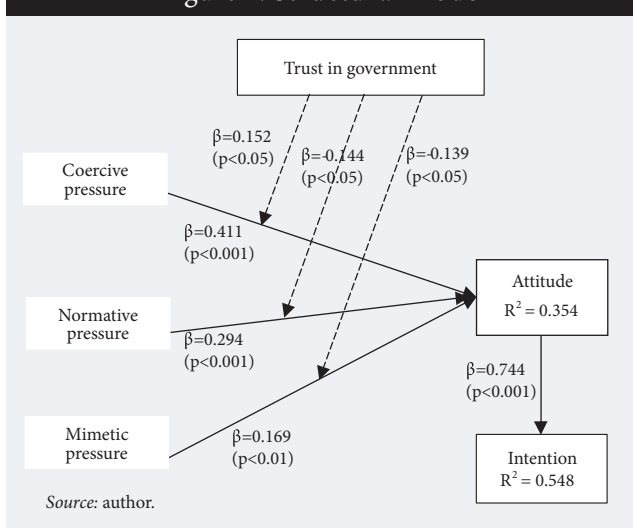 Trust in government
β=0.152
(p<0.05)
β=-0.144
(p<0.05)
β=-0.139
(p<0.05)
Coercive
pressure
β=0.411
(p<0.001)
Attitude
R² = 0.354
Normative
pressure
β=0.294
(p<0.001)
β=0.744
(p<0.001)
Mimetic
pressure
β=0.169
(p<0.01)
Intention
R² = 0.548
Source: author.